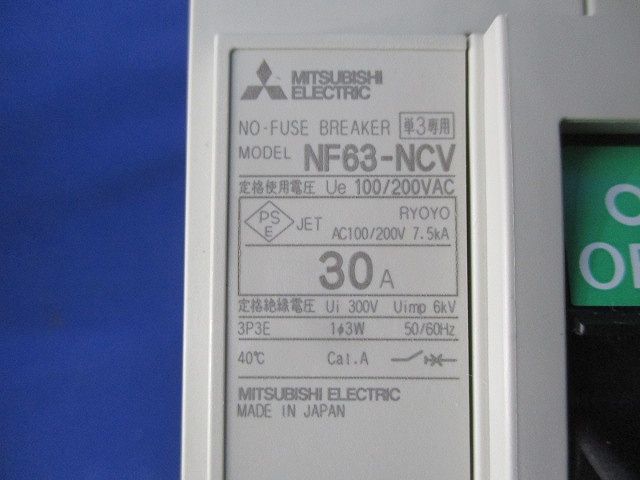 MITSUBISHI
ELECTRIC
NO-FUSE BREAKER 単3専用
MODEL NF63-NCV
定格使用電圧 Ue 100/200VAC
PS
E
JET
RYOYO
AC100/200V 7.5kA
30A
定格絶縁電圧 Ui 300V Uimp 6kV
3P3E 1ϕ3W 50/60Hz
40℃ Cat.A
MITSUBISHI ELECTRIC
MADE IN JAPAN